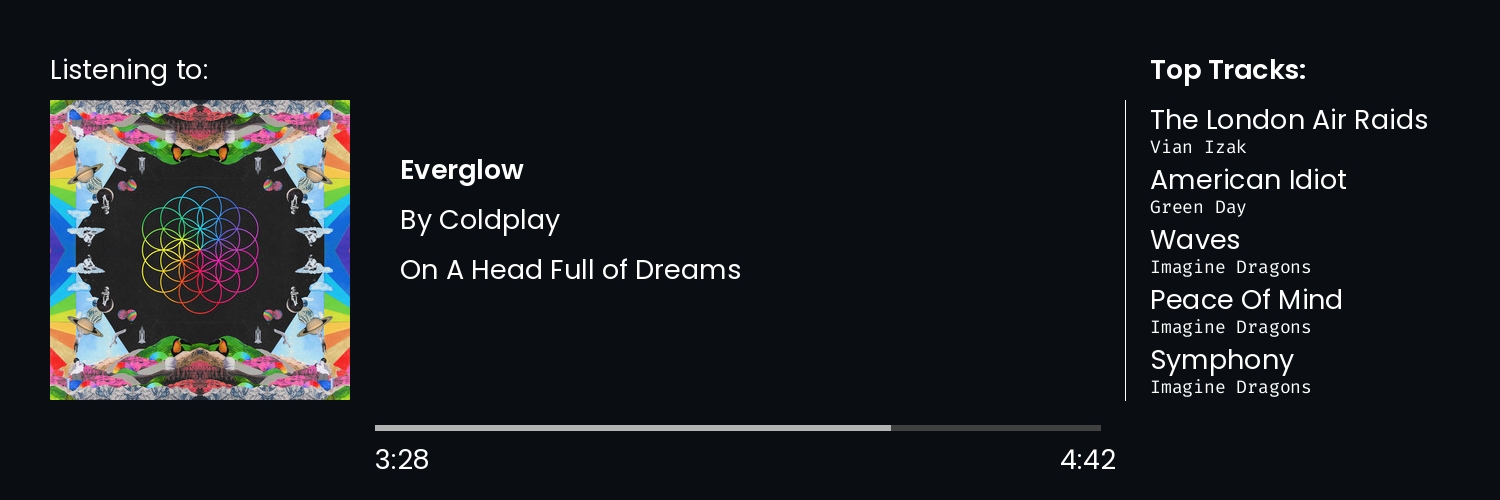 Listening to:
Everglow
By Coldplay
On A Head Full of Dreams
3:28
4:42
Top Tracks:
The London Air Raids
Vian Izak
American Idiot
Green Day
Waves
Imagine Dragons
Peace Of Mind
Imagine Dragons
Symphony
Imagine Dragons